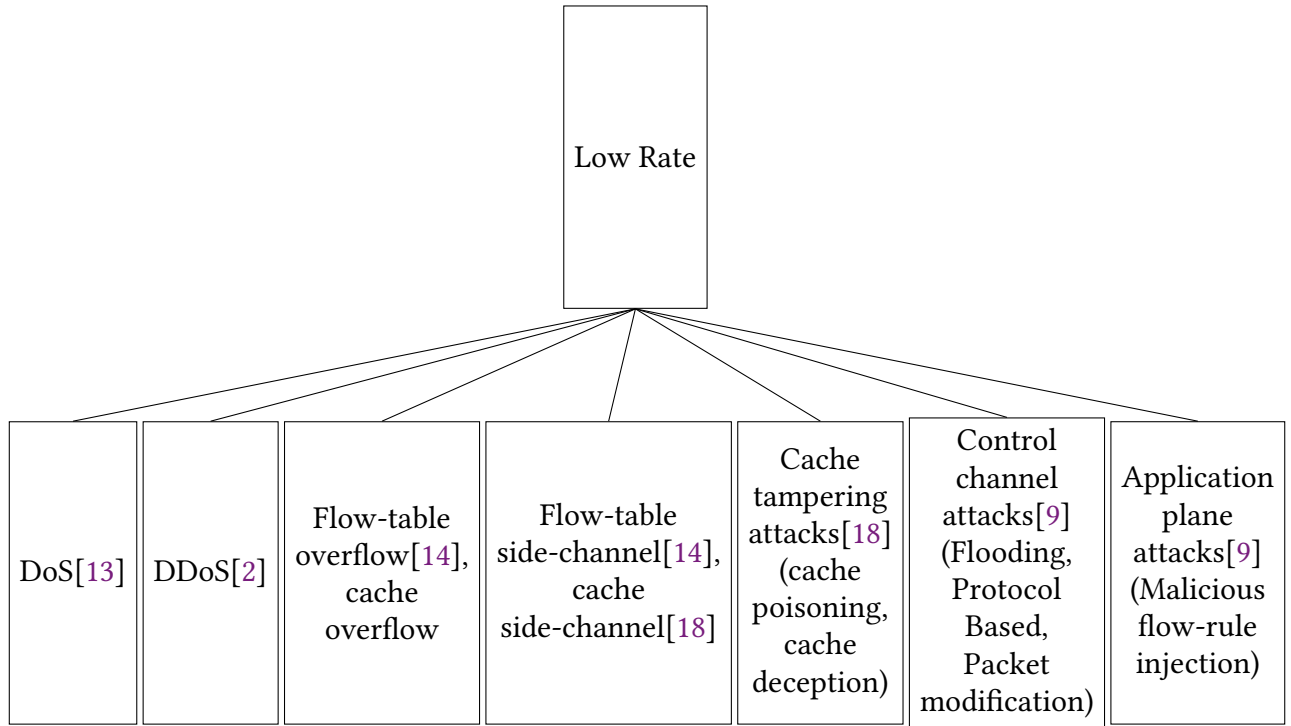 Low Rate
DoS[13]
DDoS[2]
Flow-table
overflow[14],
cache
overflow
Flow-table
side-channel[14],
cache
side-channel[18]
Cache
tampering
attacks[18]
(cache
poisoning,
cache
deception)
Control
channel
attacks[9]
(Flooding,
Protocol
Based,
Packet
modification)
Application
plane
attacks[9]
(Malicious
flow-rule
injection)